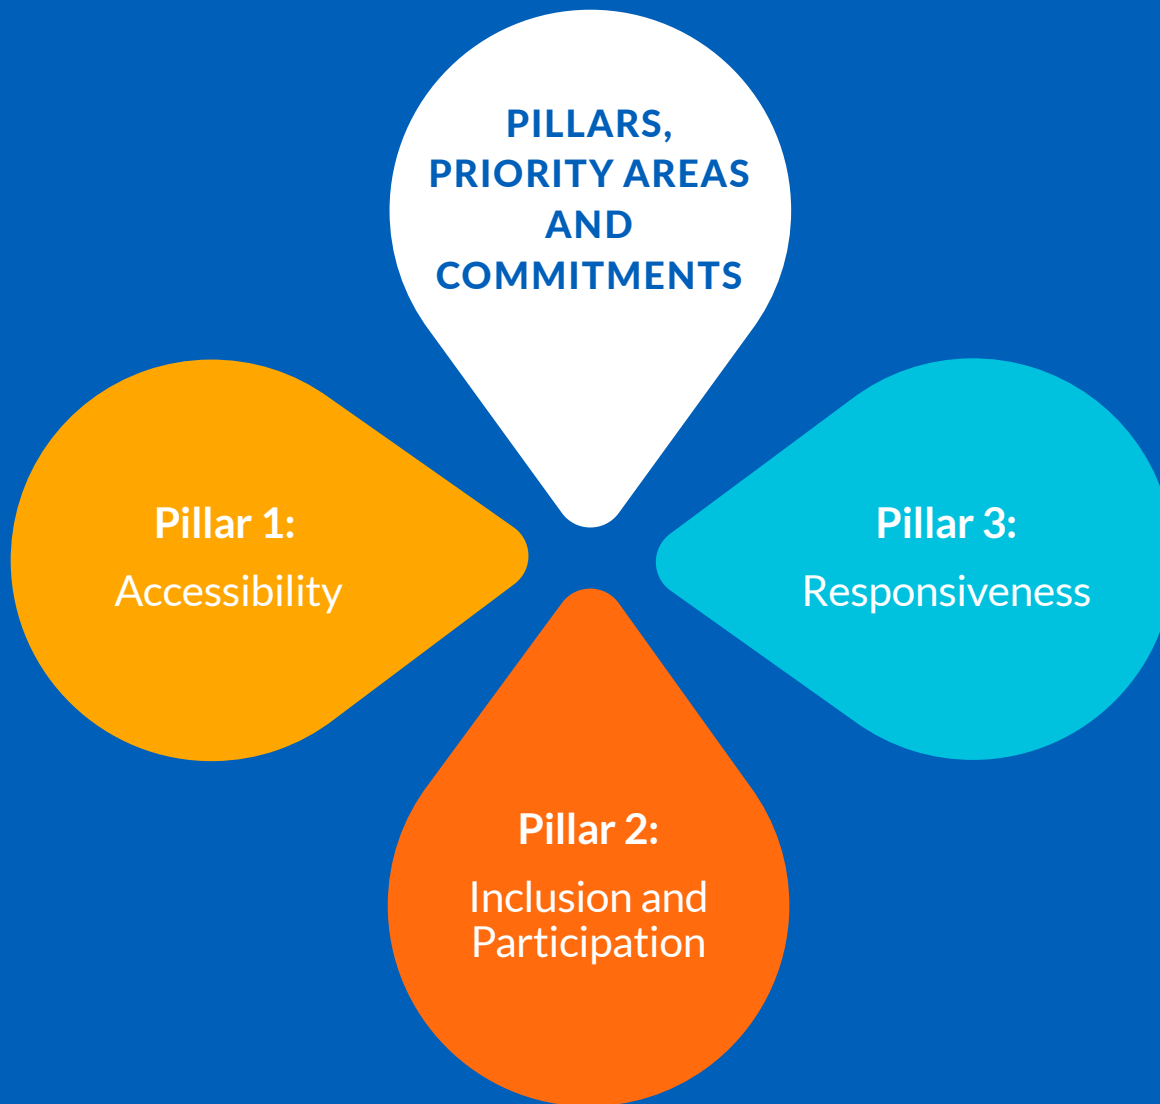 PILLARS,
PRIORITY AREAS
AND
COMMITMENTS
Pillar 1:
Accessibility
Pillar 2:
Inclusion and
Participation
Pillar 3:
Responsiveness